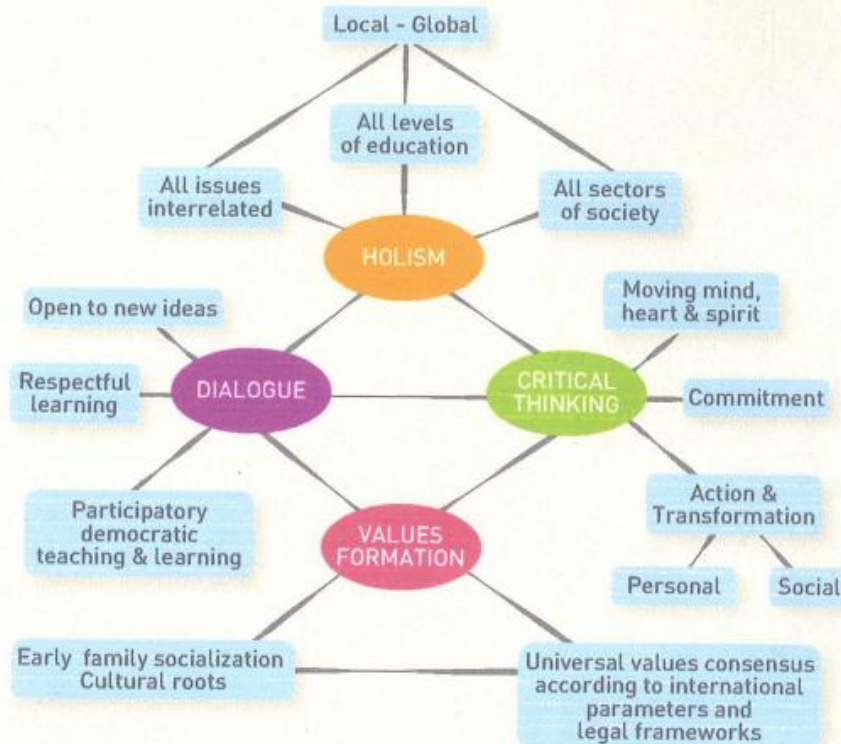 Local - Global
All levels
of education
All issues
interrelated
All sectors
of society
HOLISM
Moving mind,
heart & spirit
Open to new ideas
Respectful
learning
DIALOGUE
CRITICAL
THINKING
Commitment
Participatory
democratic
teaching & learning
VALUES
FORMATION
Action &
Transformation
Personal
Social
Early family socialization
Cultural roots
Universal values consensus
according to international
parameters and
legal frameworks